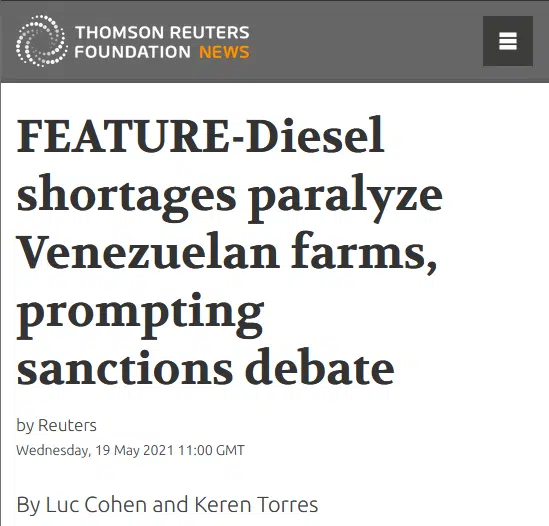 THOMSON REUTERS
FOUNDATION NEWS
FEATURE-Diesel
shortages paralyze
Venezuelan farms,
prompting
sanctions debate
by Reuters
Wednesday, 19 May 2021 11:00 GMT
By Luc Cohen and Keren Torres